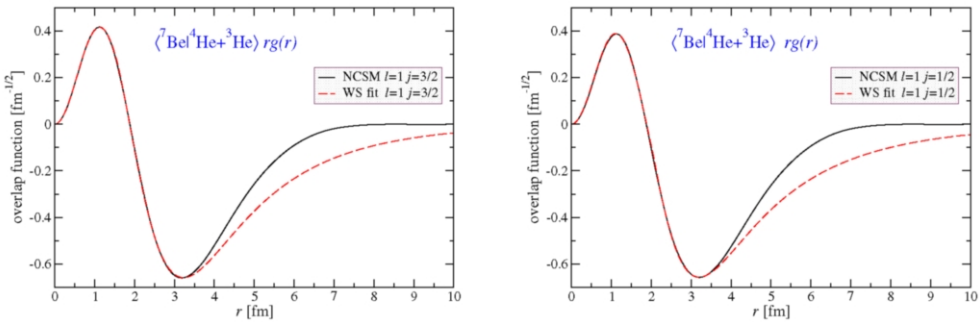 ⟨⁷Be|⁴He+³He⟩ rg(r)
NCSM l=1 j=3/2
WS fit l=1 j=3/2
overlap function [fm⁻¹/²]
0.4
0.2
0
-0.2
-0.4
-0.6
0 1 2 3 4 5 6 7 8 9 10
r [fm]
⟨⁷Be|⁴He+³He⟩ rg(r)
NCSM l=1 j=1/2
WS fit l=1 j=1/2
overlap function [fm⁻¹/²]
0.4
0.2
0
-0.2
-0.4
-0.6
0 1 2 3 4 5 6 7 8 9 10
r [fm]